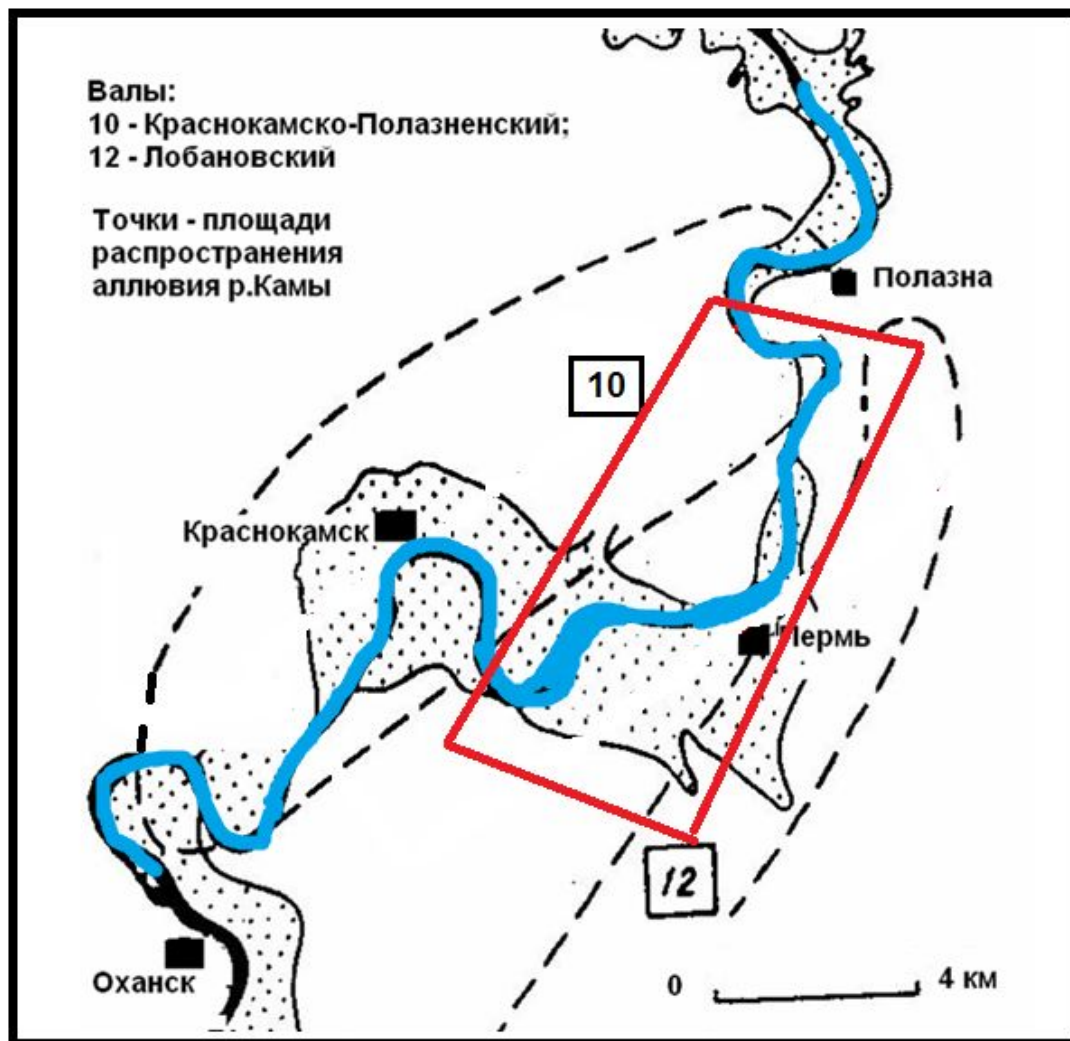 Валы:
10 - Краснокамско-Полазненский;
12 - Лобановский
Точки - площади
распространения
аллювия р.Камы
Полазна
10
Краснокамск
Пермь
12
Оханск
0 4 км